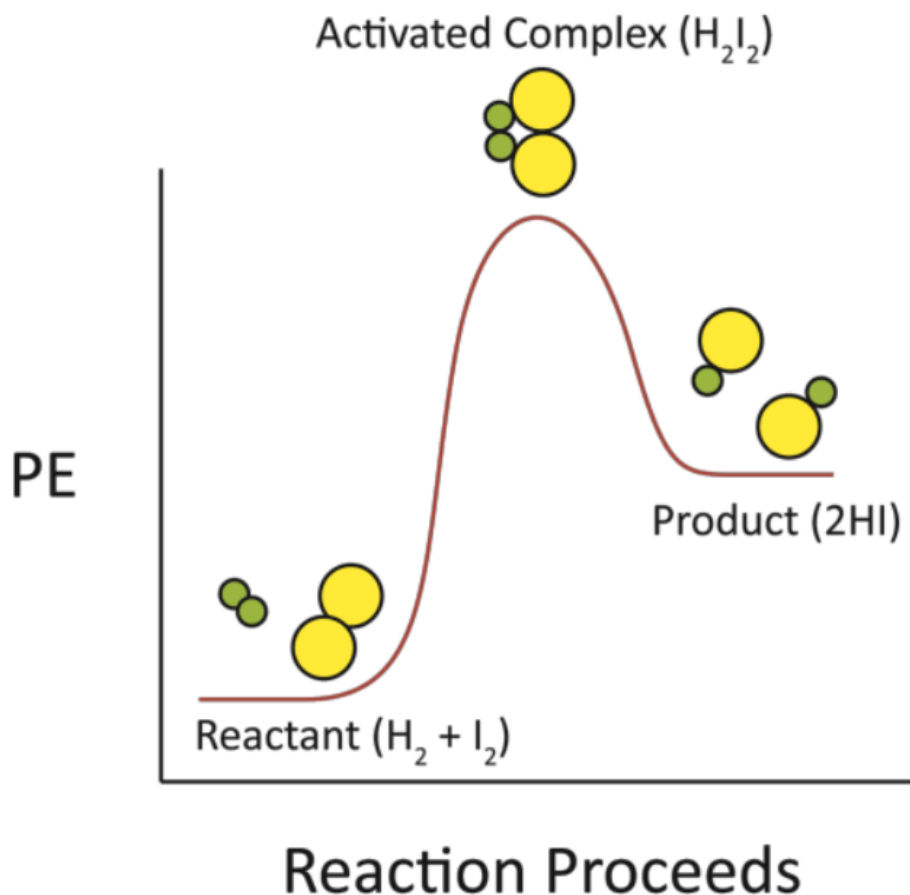 Activated Complex (H₂I₂)
PE
Product (2HI)
Reactant (H₂ + I₂)
Reaction Proceeds